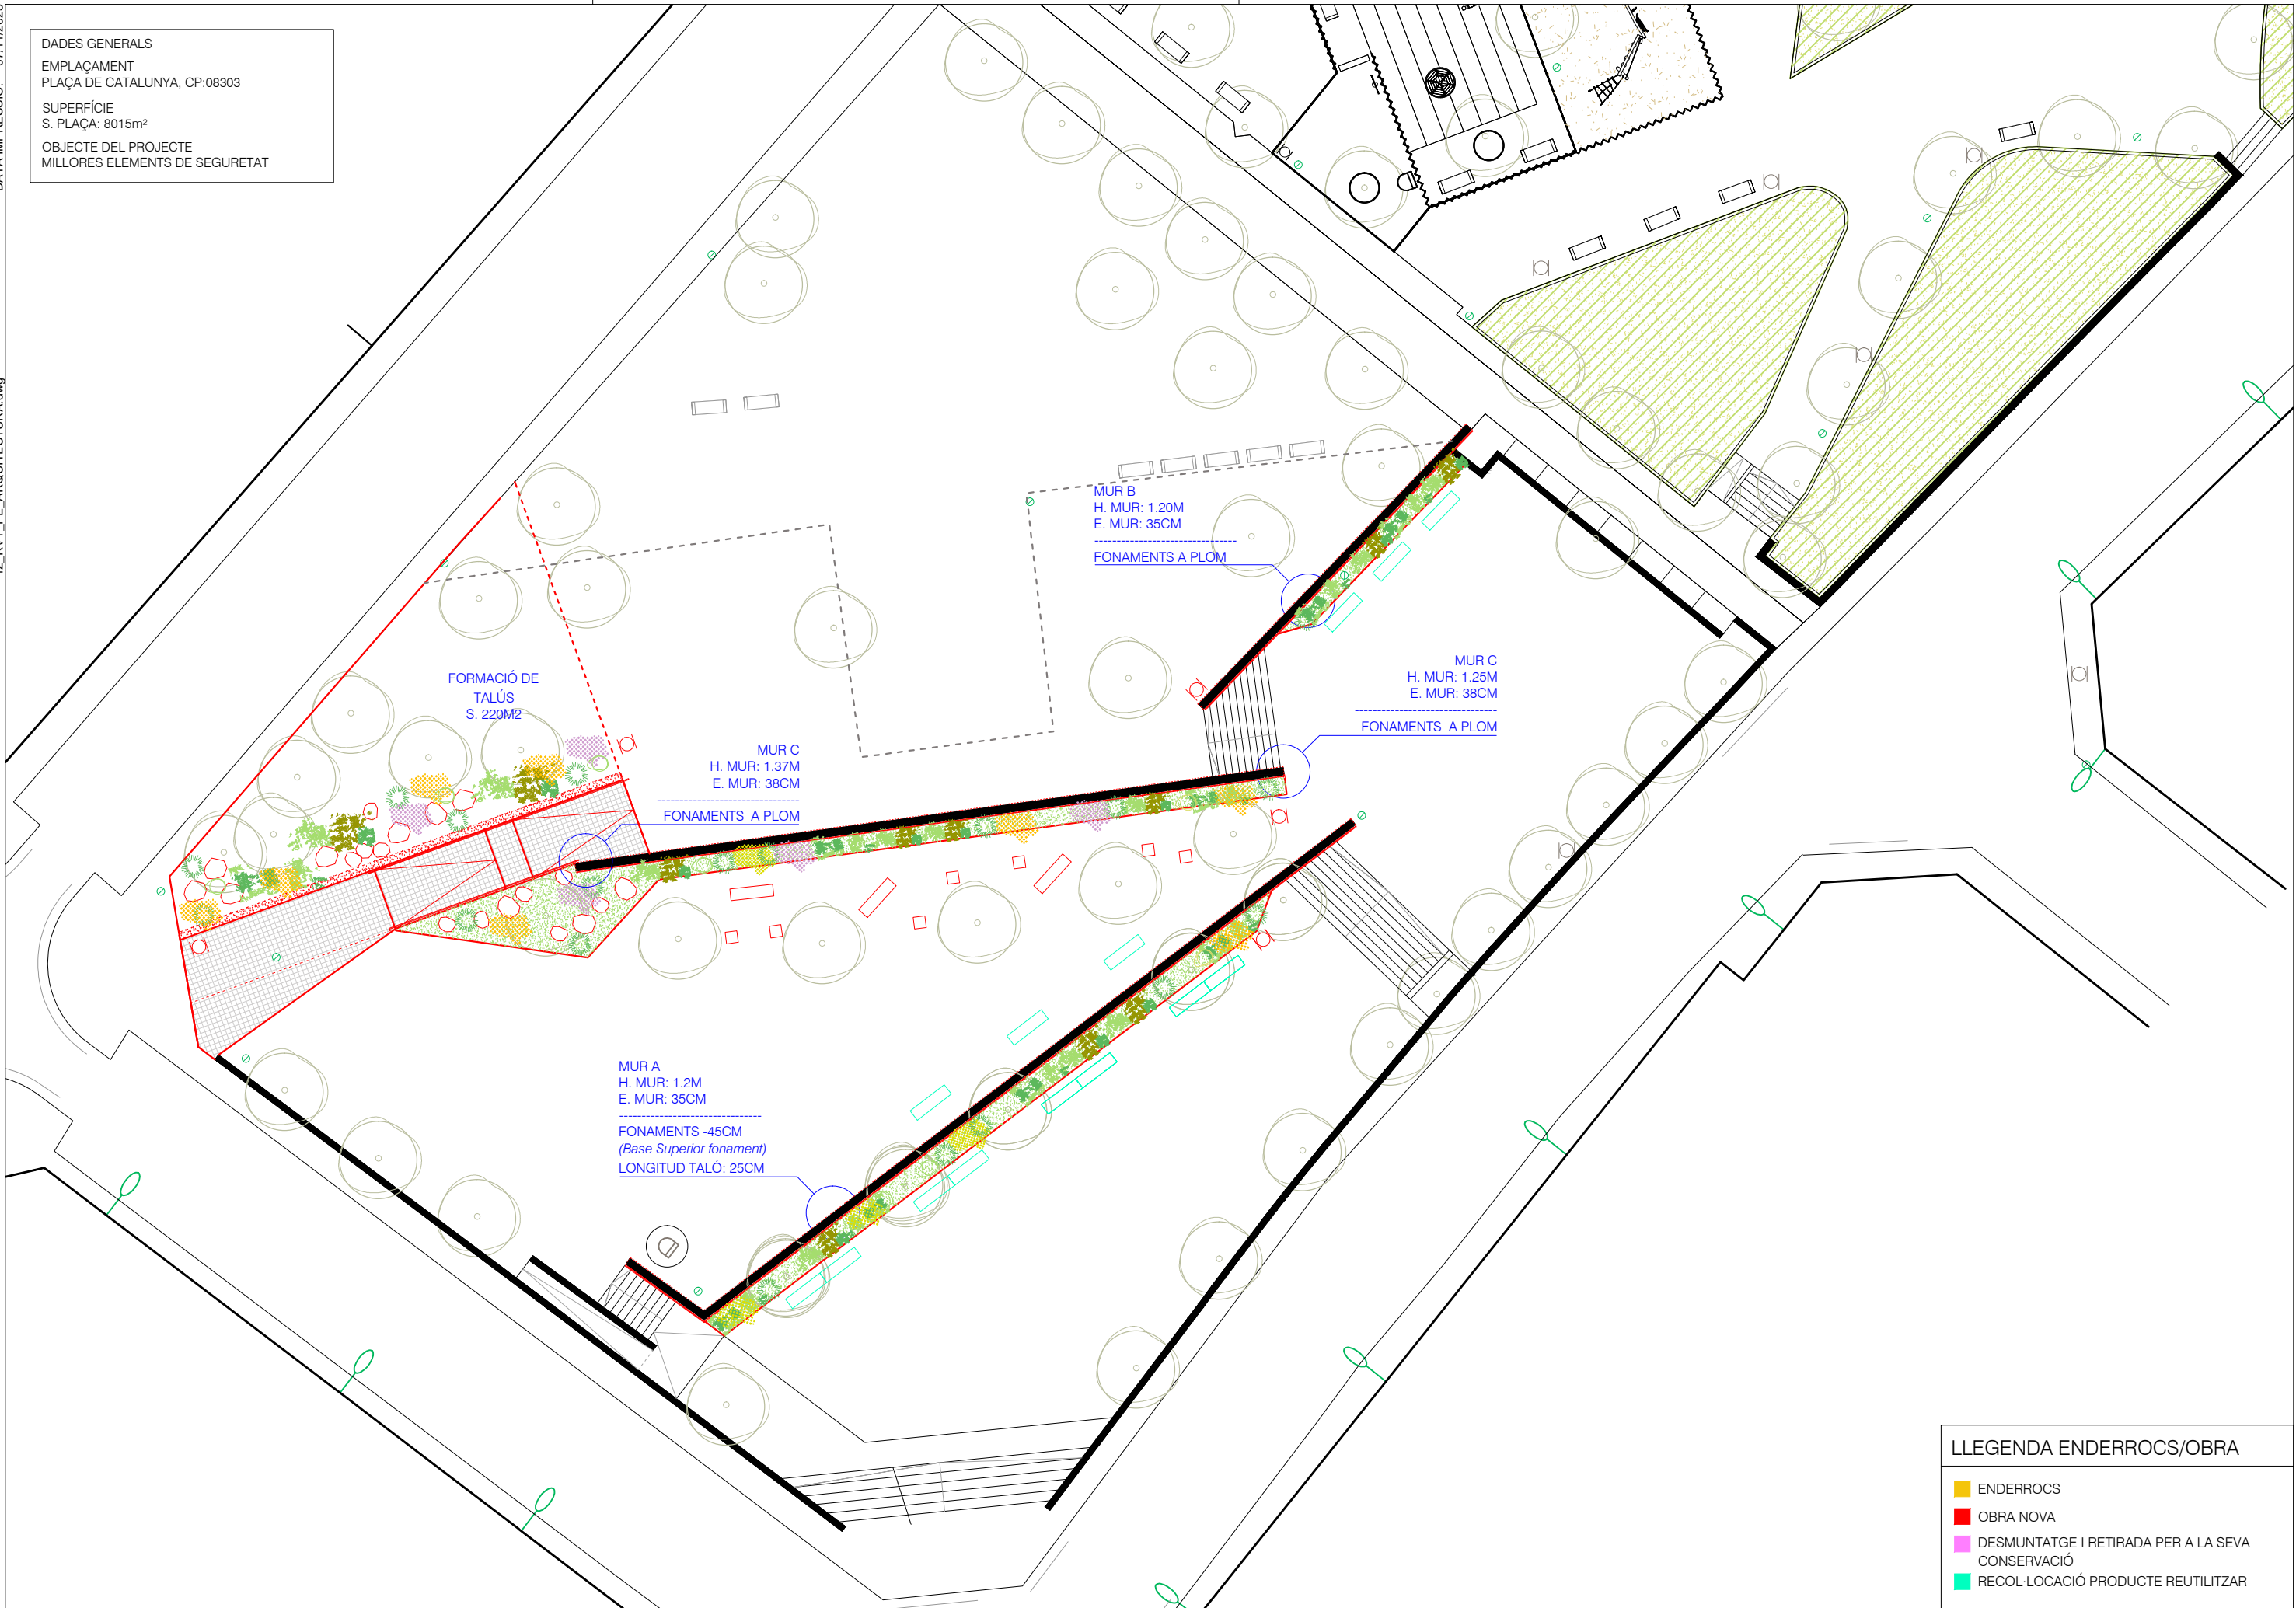 DADES GENERALS
EMPLAÇAMENT
PLAÇA DE CATALUNYA, CP:08303
SUPERFÍCIE
S. PLAÇA: 8015m²
OBJECTE DEL PROJECTE
MILLORES ELEMENTS DE SEGURETAT
MUR B
H. MUR: 1.20M
E. MUR: 35CM
-------------------------------
FONAMENTS A PLOM
MUR C
H. MUR: 1.25M
E. MUR: 38CM
-------------------------------
FONAMENTS A PLOM
FORMACIÓ DE
TALÚS
S. 220M2
MUR C
H. MUR: 1.37M
E. MUR: 38CM
-------------------------------
FONAMENTS A PLOM
MUR A
H. MUR: 1.2M
E. MUR: 35CM
-------------------------------
FONAMENTS -45CM
(Base Superior fonament)
LONGITUD TALÓ: 25CM
LLEGENDA ENDERROCS/OBRA
ENDERROCS
OBRA NOVA
DESMUNTATGE I RETIRADA PER A LA SEVA
CONSERVACIÓ
RECOL·LOCACIÓ PRODUCTE REUTILITZAR